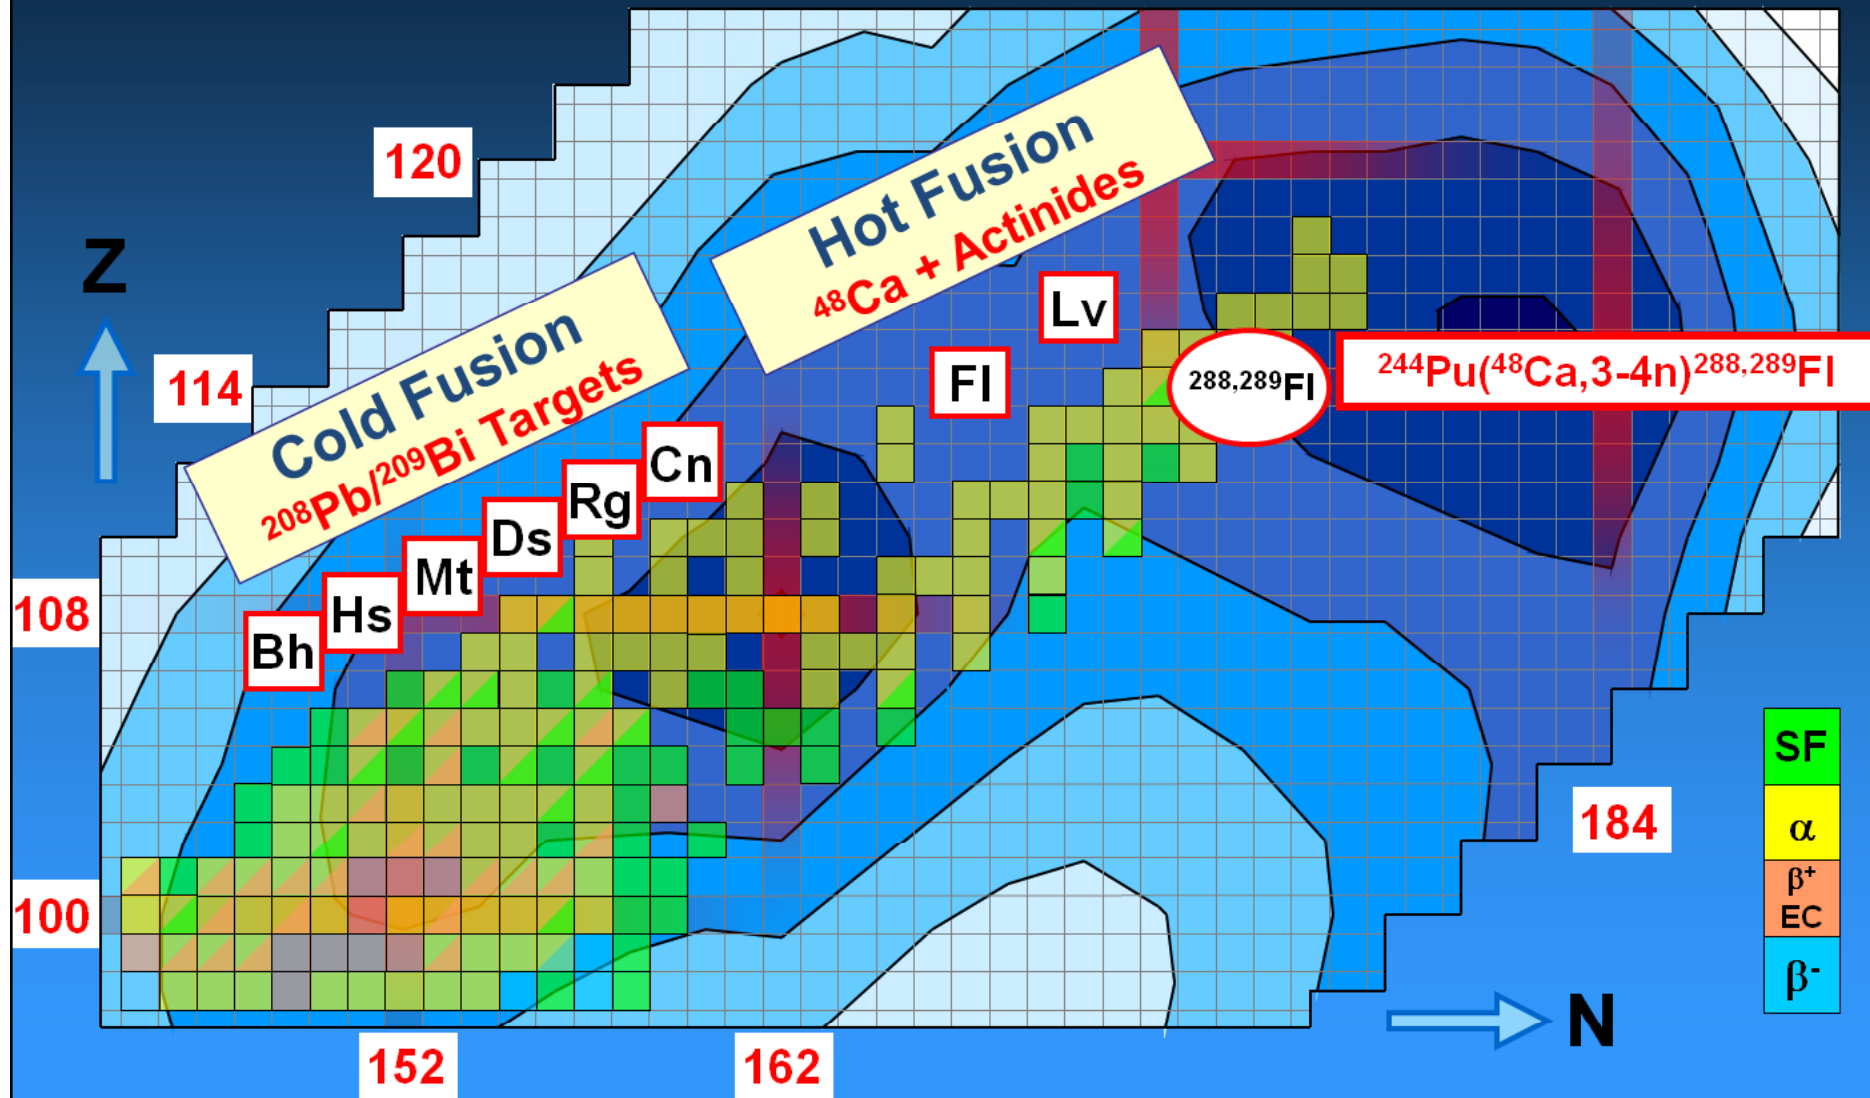 120
Z
114
108
100
Hot Fusion
⁴⁸Ca + Actinides
Cold Fusion
²⁰⁸Pb/²⁰⁹Bi Targets
Lv
Fl
Cn
Rg
Ds
Mt
Hs
Bh
²⁸⁸,²⁸⁹Fl
²⁴⁴Pu(⁴⁸Ca,3-4n)²⁸⁸,²⁸⁹Fl
SF
α
β⁺
EC
β⁻
184
N
152
162